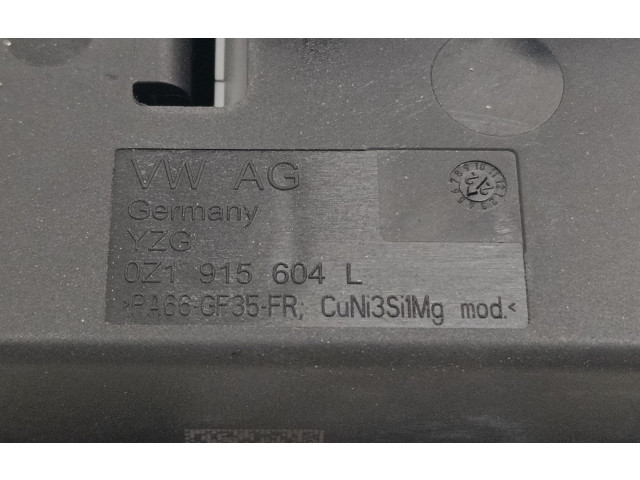 VW AG
Germany
YZG
0Z1 915 604 L
>PA66-GF35-FR; CuNi3Si1Mg mod.<